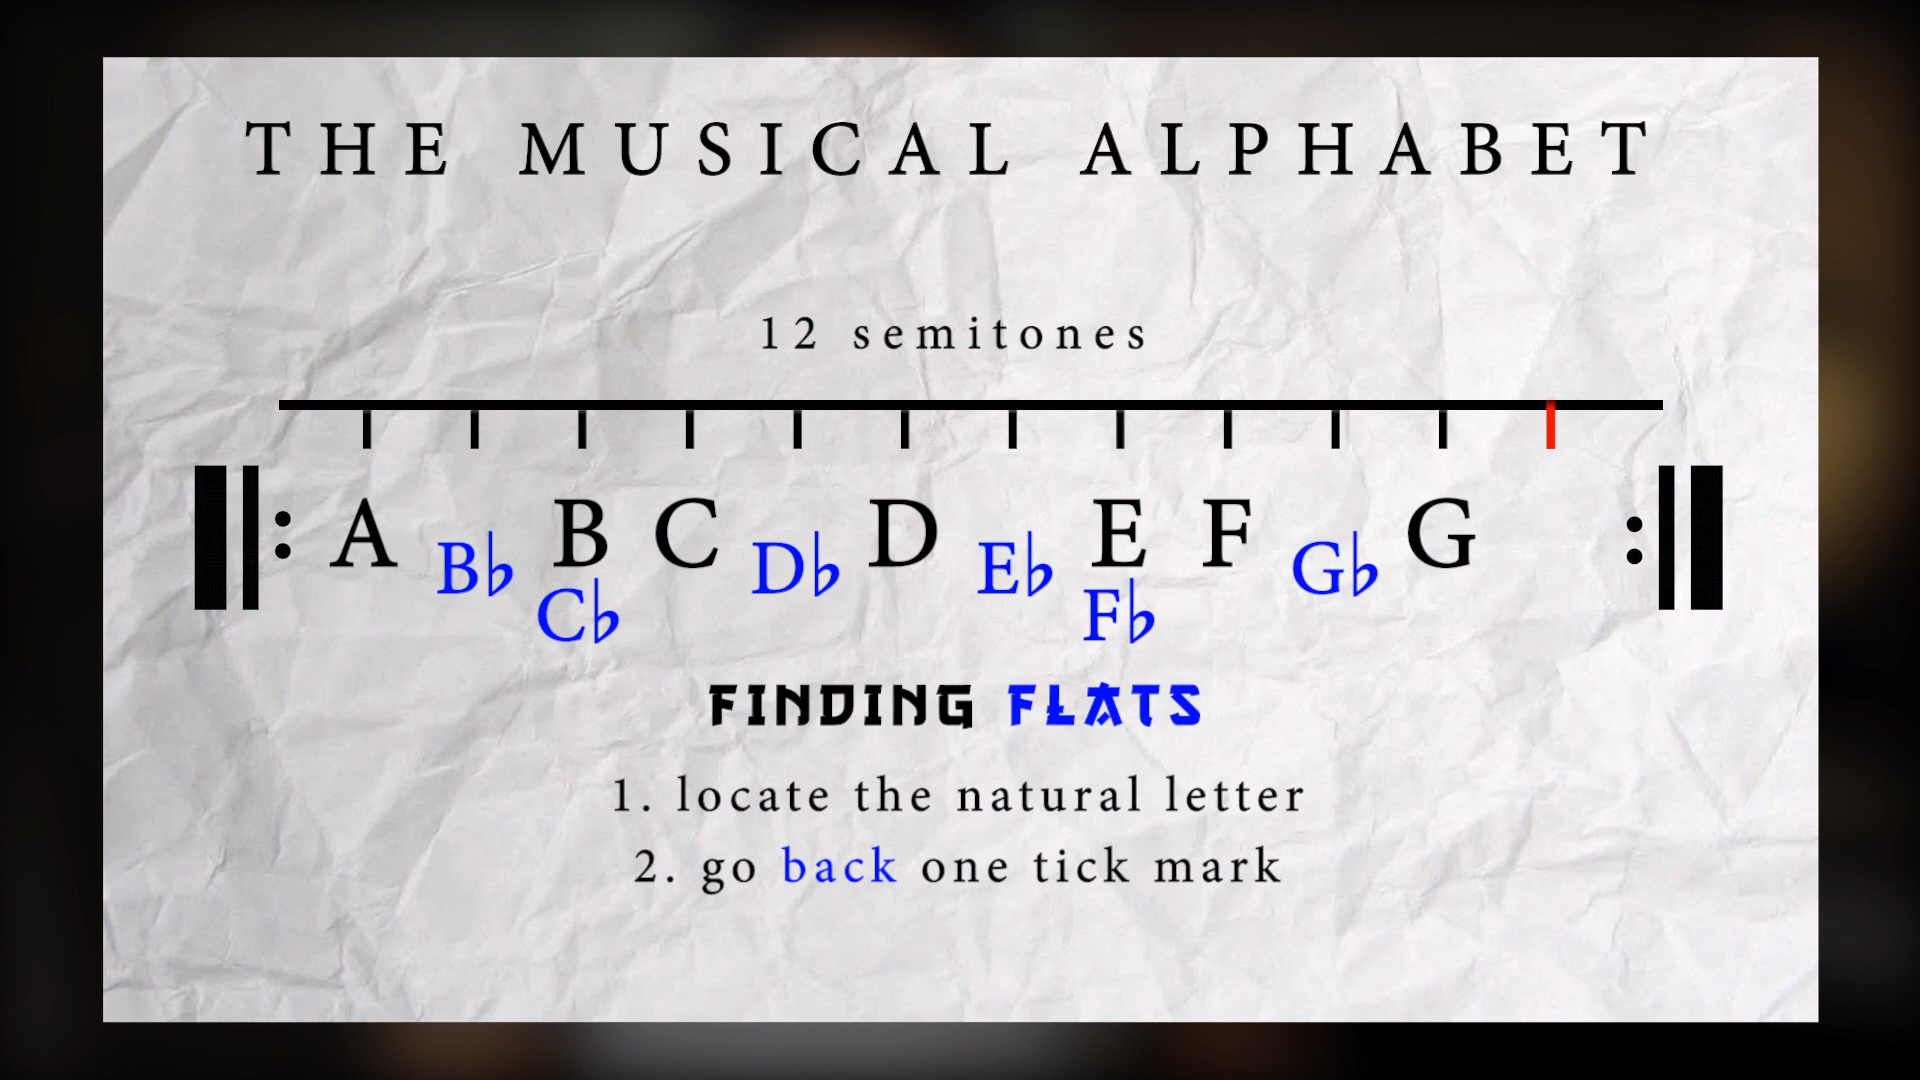 THE MUSICAL ALPHABET
12 semitones
A B♭ B C D♭ D E♭ E F G♭ G
C♭ F♭
FINDING FLATS
1. locate the natural letter
2. go back one tick mark